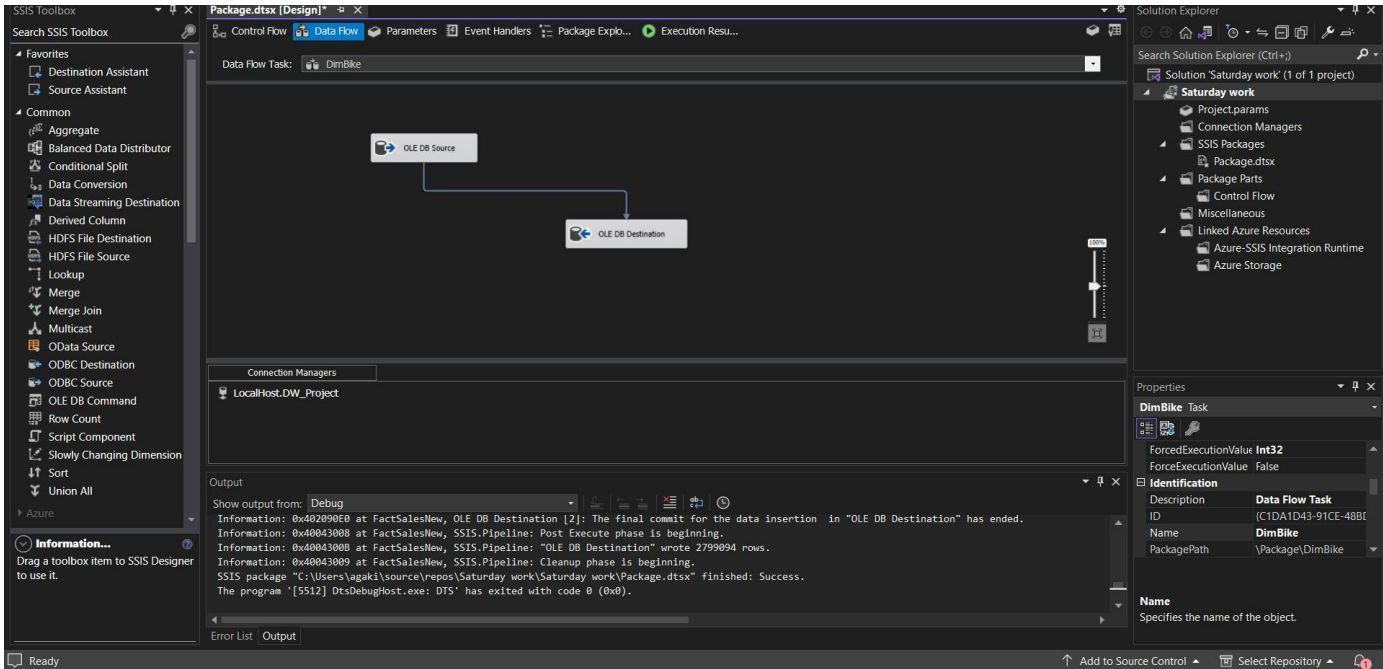 SSIS Toolbox
Search SSIS Toolbox
Favorites
Destination Assistant
Source Assistant
Common
Aggregate
Balanced Data Distributor
Conditional Split
Data Conversion
Data Streaming Destination
Derived Column
HDFS File Destination
HDFS File Source
Lookup
Merge
Merge Join
Multicast
OData Source
ODBC Destination
ODBC Source
OLE DB Command
Row Count
Script Component
Slowly Changing Dimension
Sort
Union All
Azure
Information...
Drag a toolbox item to SSIS Designer
to use it.
Package.dtsx [Design]*
Control Flow Data Flow Parameters Event Handlers Package Explo... Execution Resu...
Data Flow Task: DimBike
OLE DB Source
OLE DB Destination
100%
Connection Managers
LocalHost.DW_Project
Output
Show output from: Debug
Information: 0x402090E0 at FactSalesNew, OLE DB Destination [2]: The final commit for the data insertion in "OLE DB Destination" has ended.
Information: 0x40043008 at FactSalesNew, SSIS.Pipeline: Post Execute phase is beginning.
Information: 0x4004300B at FactSalesNew, SSIS.Pipeline: "OLE DB Destination" wrote 2799094 rows.
Information: 0x40043009 at FactSalesNew, SSIS.Pipeline: Cleanup phase is beginning.
SSIS package "C:\Users\agaki\source\repos\Saturday work\Saturday work\Package.dtsx" finished: Success.
The program '[5512] DtsDebugHost.exe: DTS' has exited with code 0 (0x0).
Error List Output
Solution Explorer
Search Solution Explorer (Ctrl+;)
Solution 'Saturday work' (1 of 1 project)
Saturday work
Project.params
Connection Managers
SSIS Packages
Package.dtsx
Package Parts
Control Flow
Miscellaneous
Linked Azure Resources
Azure-SSIS Integration Runtime
Azure Storage
Properties
DimBike Task
ForcedExecutionValue Int32
ForceExecutionValue False
Identification
Description Data Flow Task
ID {C1DA1D43-91CE-48BD
Name DimBike
PackagePath \Package\DimBike
Name
Specifies the name of the object.
Ready
Add to Source Control Select Repository 1